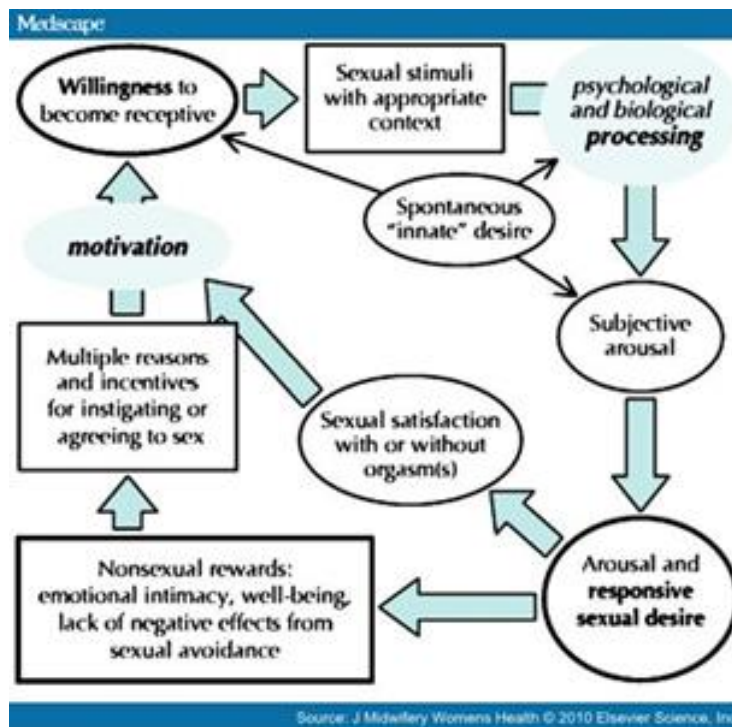 Medscape
Willingness to
become receptive
Sexual stimuli
with appropriate
context
psychological
and biological
processing
Spontaneous
"innate" desire
motivation
Subjective
arousal
Multiple reasons
and incentives
for instigating or
agreeing to sex
Sexual satisfaction
with or without
orgasm(s)
Nonsexual rewards:
emotional intimacy, well-being,
lack of negative effects from
sexual avoidance
Arousal and
responsive
sexual desire
Source: J Midwifery Womens Health © 2010 Elsevier Science, Inc